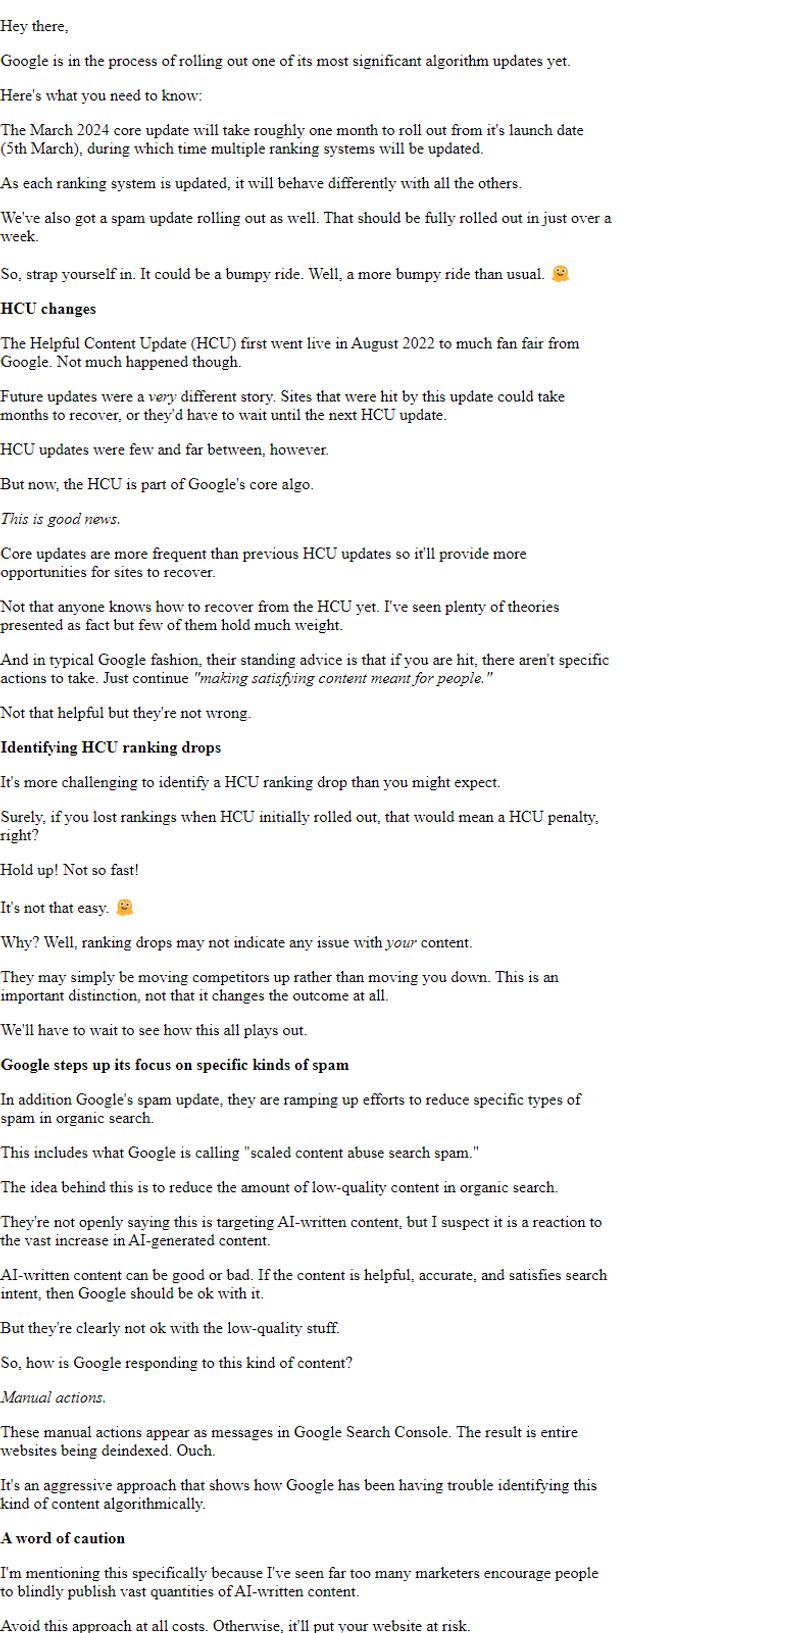 Hey there,
Google is in the process of rolling out one of its most significant algorithm updates yet.
Here's what you need to know:
The March 2024 core update will take roughly one month to roll out from it's launch date
(5th March), during which time multiple ranking systems will be updated.
As each ranking system is updated, it will behave differently with all the others.
We've also got a spam update rolling out as well. That should be fully rolled out in just over a
week.
So, strap yourself in. It could be a bumpy ride. Well, a more bumpy ride than usual.
HCU changes
The Helpful Content Update (HCU) first went live in August 2022 to much fan fair from
Google. Not much happened though.
Future updates were a very different story. Sites that were hit by this update could take
months to recover, or they'd have to wait until the next HCU update.
HCU updates were few and far between, however.
But now, the HCU is part of Google's core algo.
This is good news.
Core updates are more frequent than previous HCU updates so it'll provide more
opportunities for sites to recover.
Not that anyone knows how to recover from the HCU yet. I've seen plenty of theories
presented as fact but few of them hold much weight.
And in typical Google fashion, their standing advice is that if you are hit, there aren't specific
actions to take. Just continue "making satisfying content meant for people."
Not that helpful but they're not wrong.
Identifying HCU ranking drops
It's more challenging to identify a HCU ranking drop than you might expect.
Surely, if you lost rankings when HCU initially rolled out, that would mean a HCU penalty,
right?
Hold up! Not so fast!
It's not that easy.
Why? Well, ranking drops may not indicate any issue with your content.
They may simply be moving competitors up rather than moving you down. This is an
important distinction, not that it changes the outcome at all.
We'll have to wait to see how this all plays out.
Google steps up its focus on specific kinds of spam
In addition Google's spam update, they are ramping up efforts to reduce specific types of
spam in organic search.
This includes what Google is calling "scaled content abuse search spam."
The idea behind this is to reduce the amount of low-quality content in organic search.
They're not openly saying this is targeting AI-written content, but I suspect it is a reaction to
the vast increase in AI-generated content.
AI-written content can be good or bad. If the content is helpful, accurate, and satisfies search
intent, then Google should be ok with it.
But they're clearly not ok with the low-quality stuff.
So, how is Google responding to this kind of content?
Manual actions.
These manual actions appear as messages in Google Search Console. The result is entire
websites being deindexed. Ouch.
It's an aggressive approach that shows how Google has been having trouble identifying this
kind of content algorithmically.
A word of caution
I'm mentioning this specifically because I've seen far too many marketers encourage people
to blindly publish vast quantities of AI-written content.
Avoid this approach at all costs. Otherwise, it'll put your website at risk.